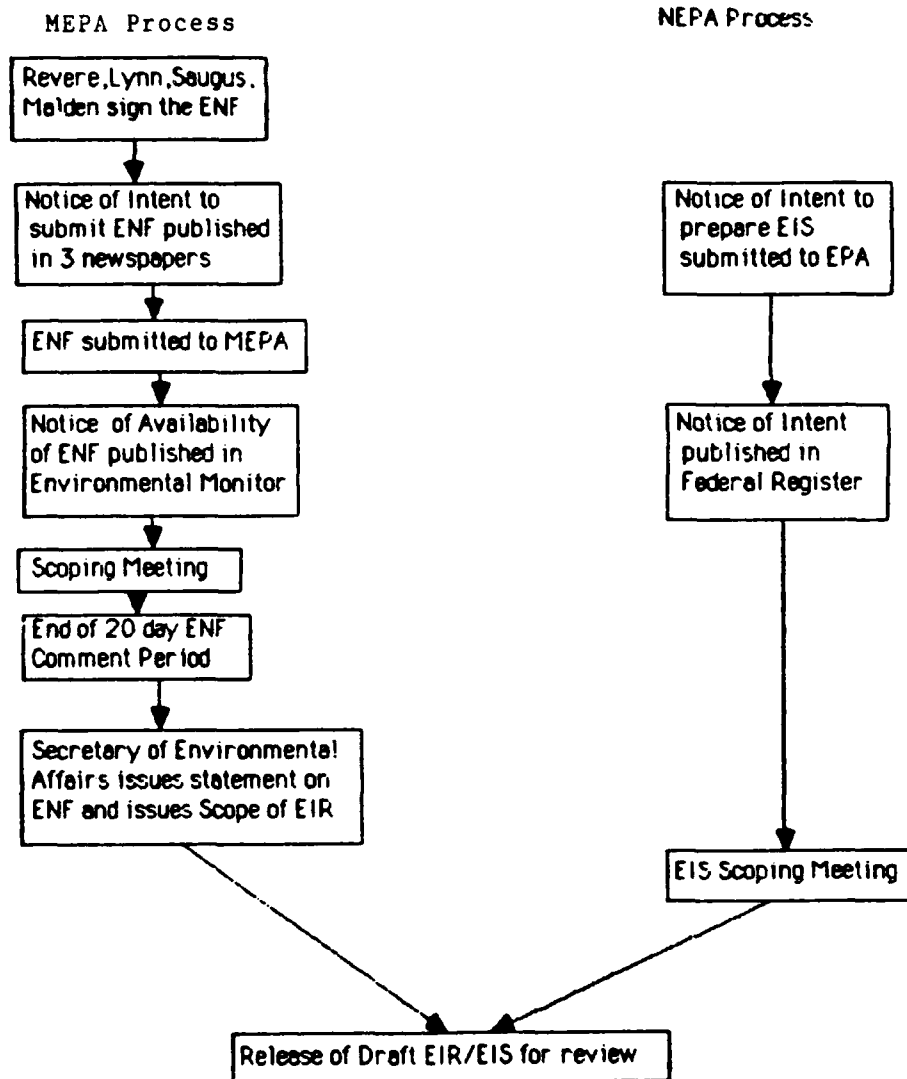 MEPA Process
Revere,Lynn,Saugus,
Malden sign the ENF
Notice of Intent to
submit ENF published
in 3 newspapers
ENF submitted to MEPA
Notice of Availability
of ENF published in
Environmental Monitor
Scoping Meeting
End of 20 day ENF
Comment Period
Secretary of Environmental
Affairs issues statement on
ENF and issues Scope of EIR
NEPA Process
Notice of Intent to
prepare EIS
submitted to EPA
Notice of Intent
published in
Federal Register
EIS Scoping Meeting
Release of Draft EIR/EIS for review